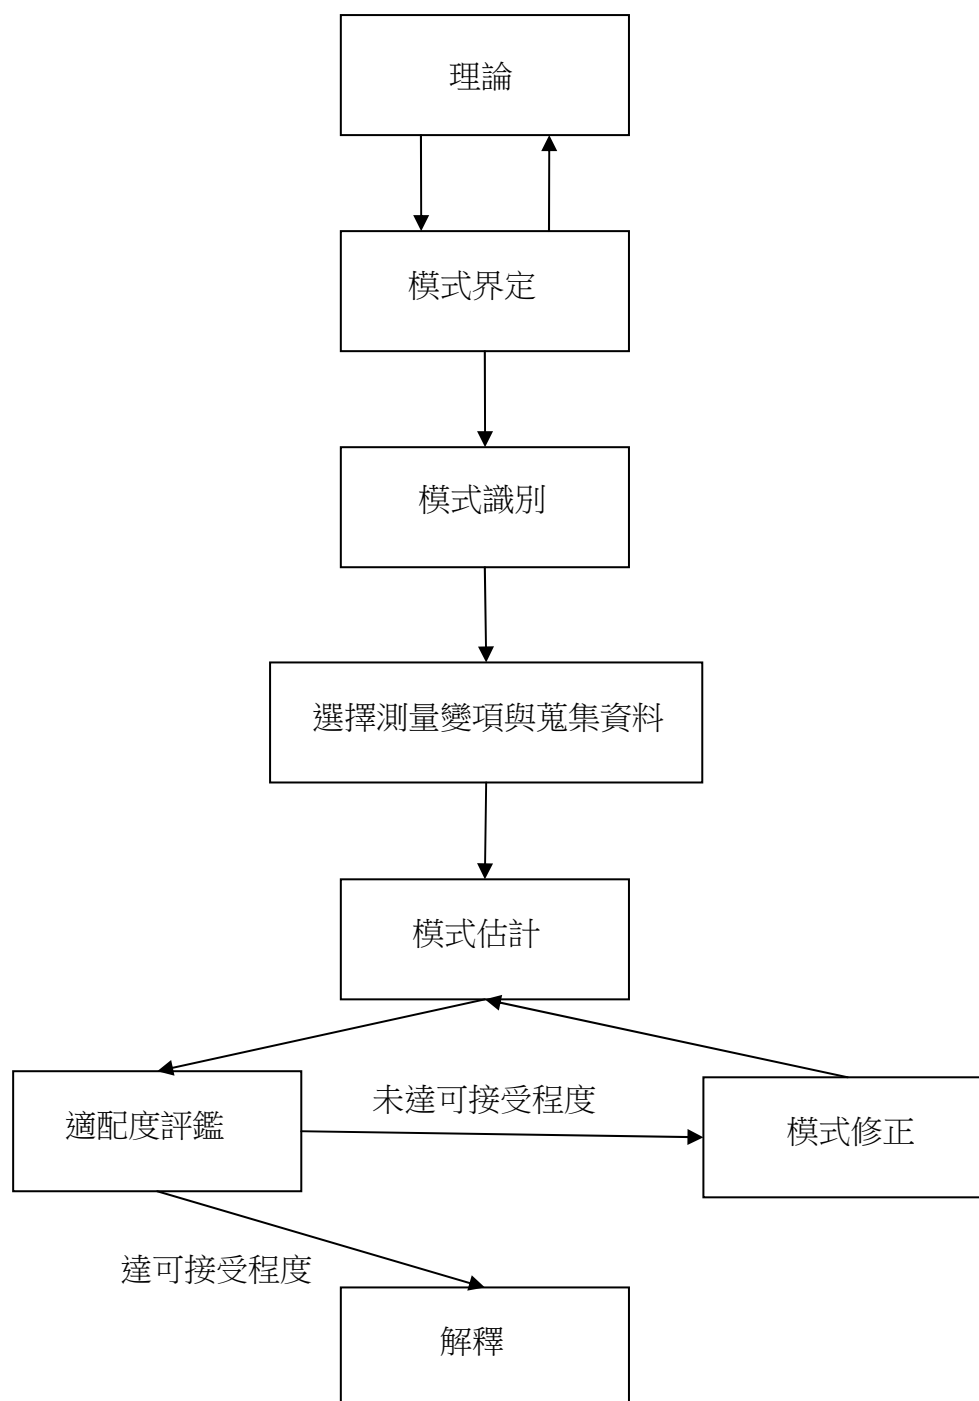 理論
模式界定
模式識別
選擇測量變項與蒐集資料
模式估計
未達可接受程度
適配度評鑑
模式修正
達可接受程度
解釋